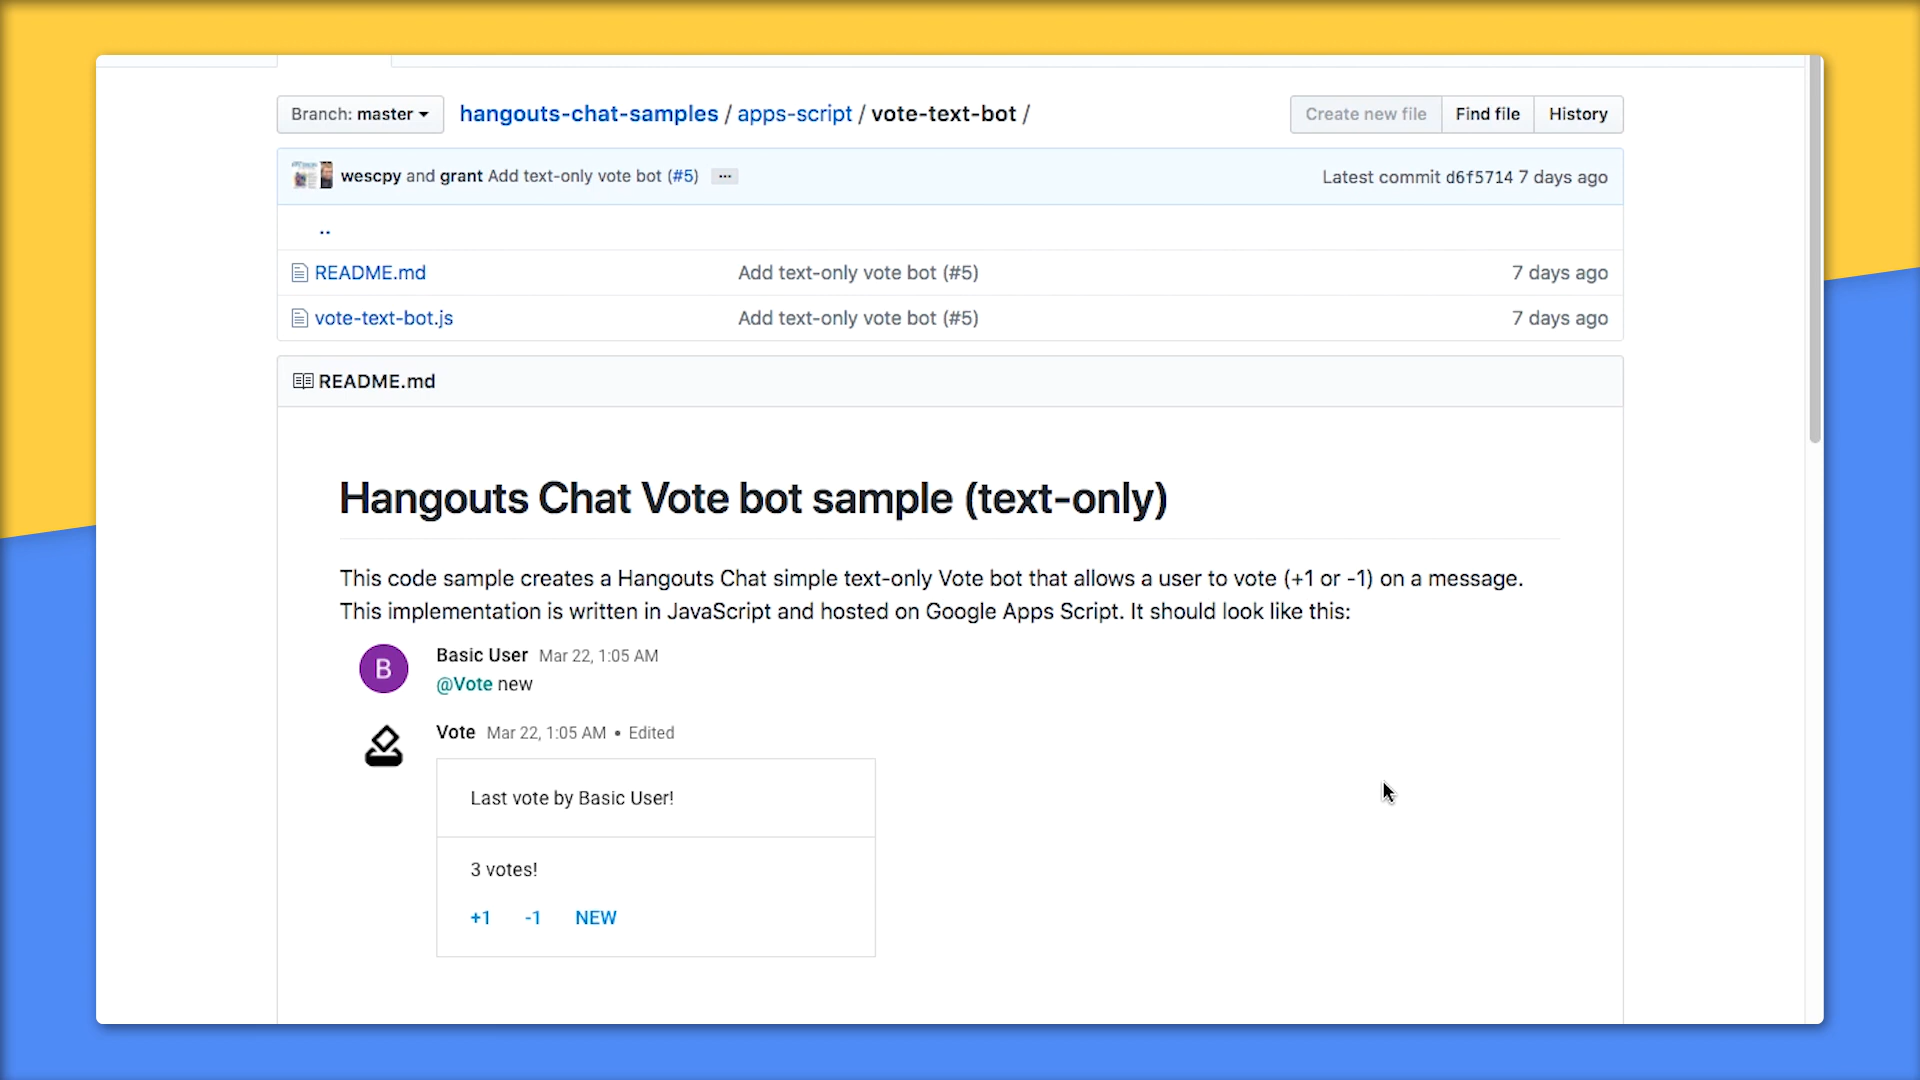 Branch: master hangouts-chat-samples / apps-script / vote-text-bot / Create new file Find file History
wescpy and grant Add text-only vote bot (#5) ... Latest commit d6f5714 7 days ago
..
README.md Add text-only vote bot (#5) 7 days ago
vote-text-bot.js Add text-only vote bot (#5) 7 days ago
README.md
Hangouts Chat Vote bot sample (text-only)
This code sample creates a Hangouts Chat simple text-only Vote bot that allows a user to vote (+1 or -1) on a message.
This implementation is written in JavaScript and hosted on Google Apps Script. It should look like this:
B
Basic User Mar 22, 1:05 AM
@Vote new
Vote Mar 22, 1:05 AM • Edited
Last vote by Basic User!
3 votes!
+1 -1 NEW